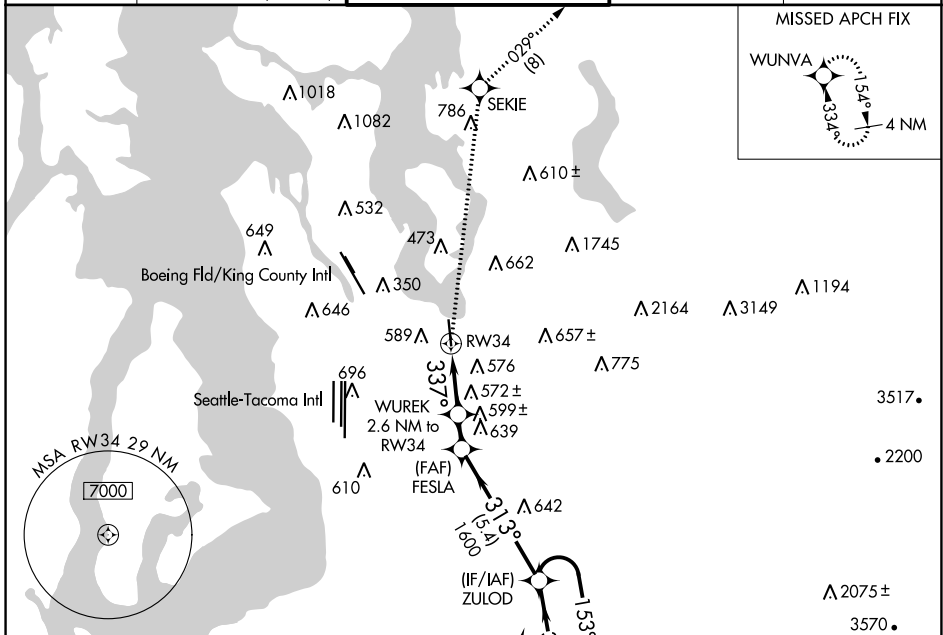 MISSED APCH FIX
WUNVA
154°
334°
4 NM
029°
(8)
SEKIE
1018
1082
786
610 ±
532
649
473
1745
662
Boeing Fld/King County Intl
350
1194
646
2164
3149
589
RW34
657 ±
576
775
337°
696
572 ±
Seattle-Tacoma Intl
WUREK
2.6 NM to
RW34
599 ±
639
3517
(FAF)
FESLA
2200
MSA RW34 29 NM
7000
610
313°
(5.4)
1600
642
(IF/IAF)
ZULOD
153°
2075 ±
3570